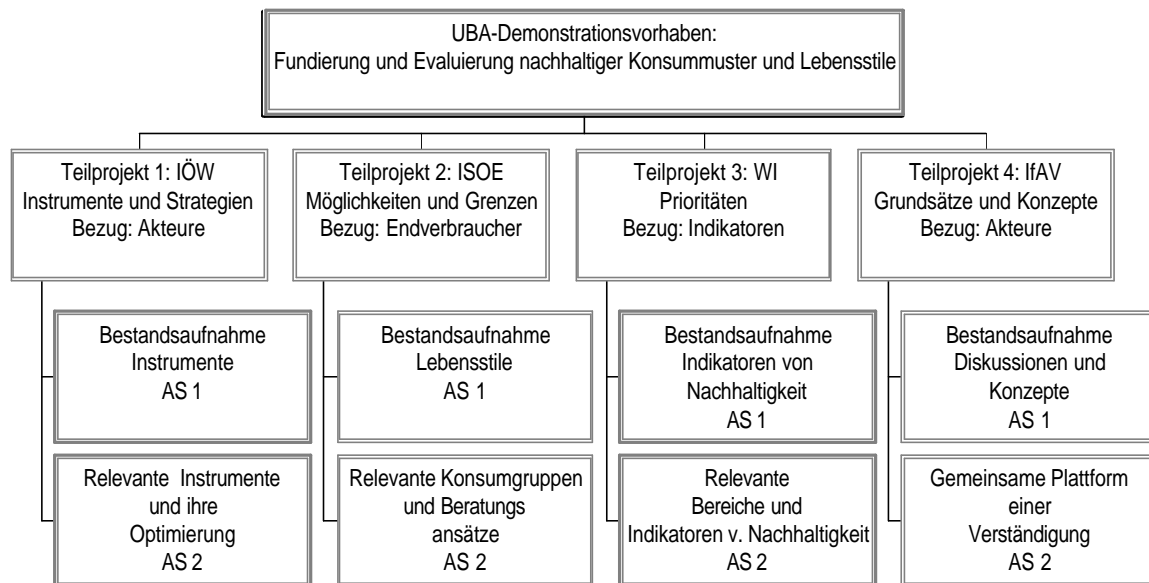 UBA-Demonstrationsvorhaben:
Fundierung und Evaluierung nachhaltiger Konsummuster und Lebensstile
Teilprojekt 1: IÖW
Instrumente und Strategien
Bezug: Akteure
Teilprojekt 2: ISOE
Möglichkeiten und Grenzen
Bezug: Endverbraucher
Teilprojekt 3: WI
Prioritäten
Bezug: Indikatoren
Teilprojekt 4: IfAV
Grundsätze und Konzepte
Bezug: Akteure
Bestandsaufnahme
Instrumente
AS 1
Bestandsaufnahme
Lebensstile
AS 1
Bestandsaufnahme
Indikatoren von
Nachhaltigkeit
AS 1
Bestandsaufnahme
Diskussionen und
Konzepte
AS 1
Relevante Instrumente
und ihre
Optimierung
AS 2
Relevante Konsumgruppen
und Beratungs
ansätze
AS 2
Relevante
Bereiche und
Indikatoren v. Nachhaltigkeit
AS 2
Gemeinsame Plattform
einer
Verständigung
AS 2